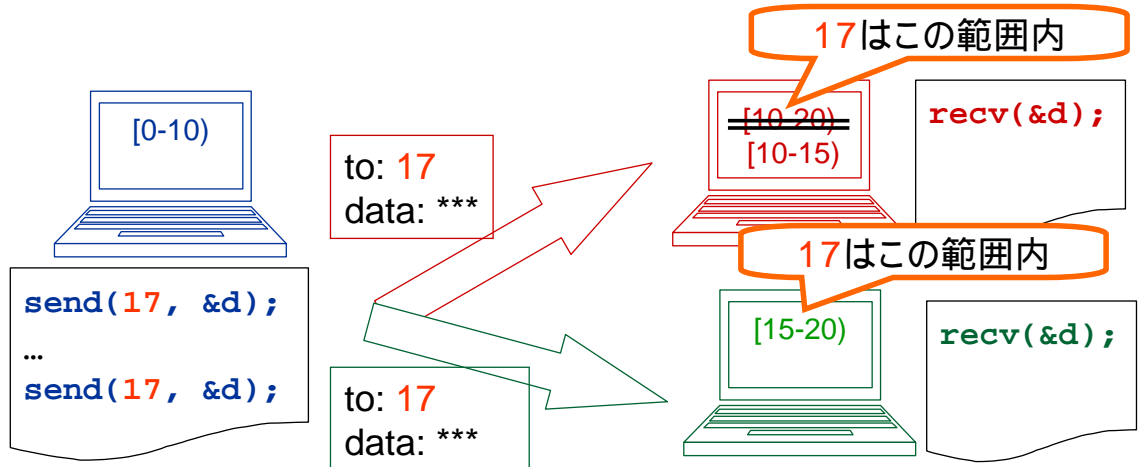 17はこの範囲内
[0-10)
[10-20)
[10-15)
recv(&d);
to: 17
data: ***
17はこの範囲内
send(17, &d);
…
send(17, &d);
[15-20)
recv(&d);
to: 17
data: ***